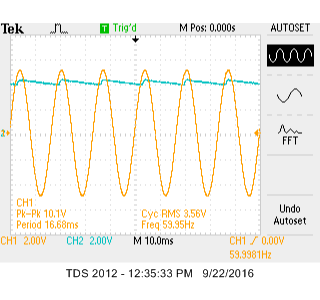 Tek Trig'd M Pos: 0.000s AUTOSET
FFT
2
CH1
Pk-Pk 10.1V Cyc RMS 3.56V
Period 16.68ms Freq 59.95Hz
Undo
Autoset
CH1 2.00V CH2 2.00V M 10.0ms CH1 / 0.00V
59.9981Hz
TDS 2012 - 12:35:33 PM 9/22/2016